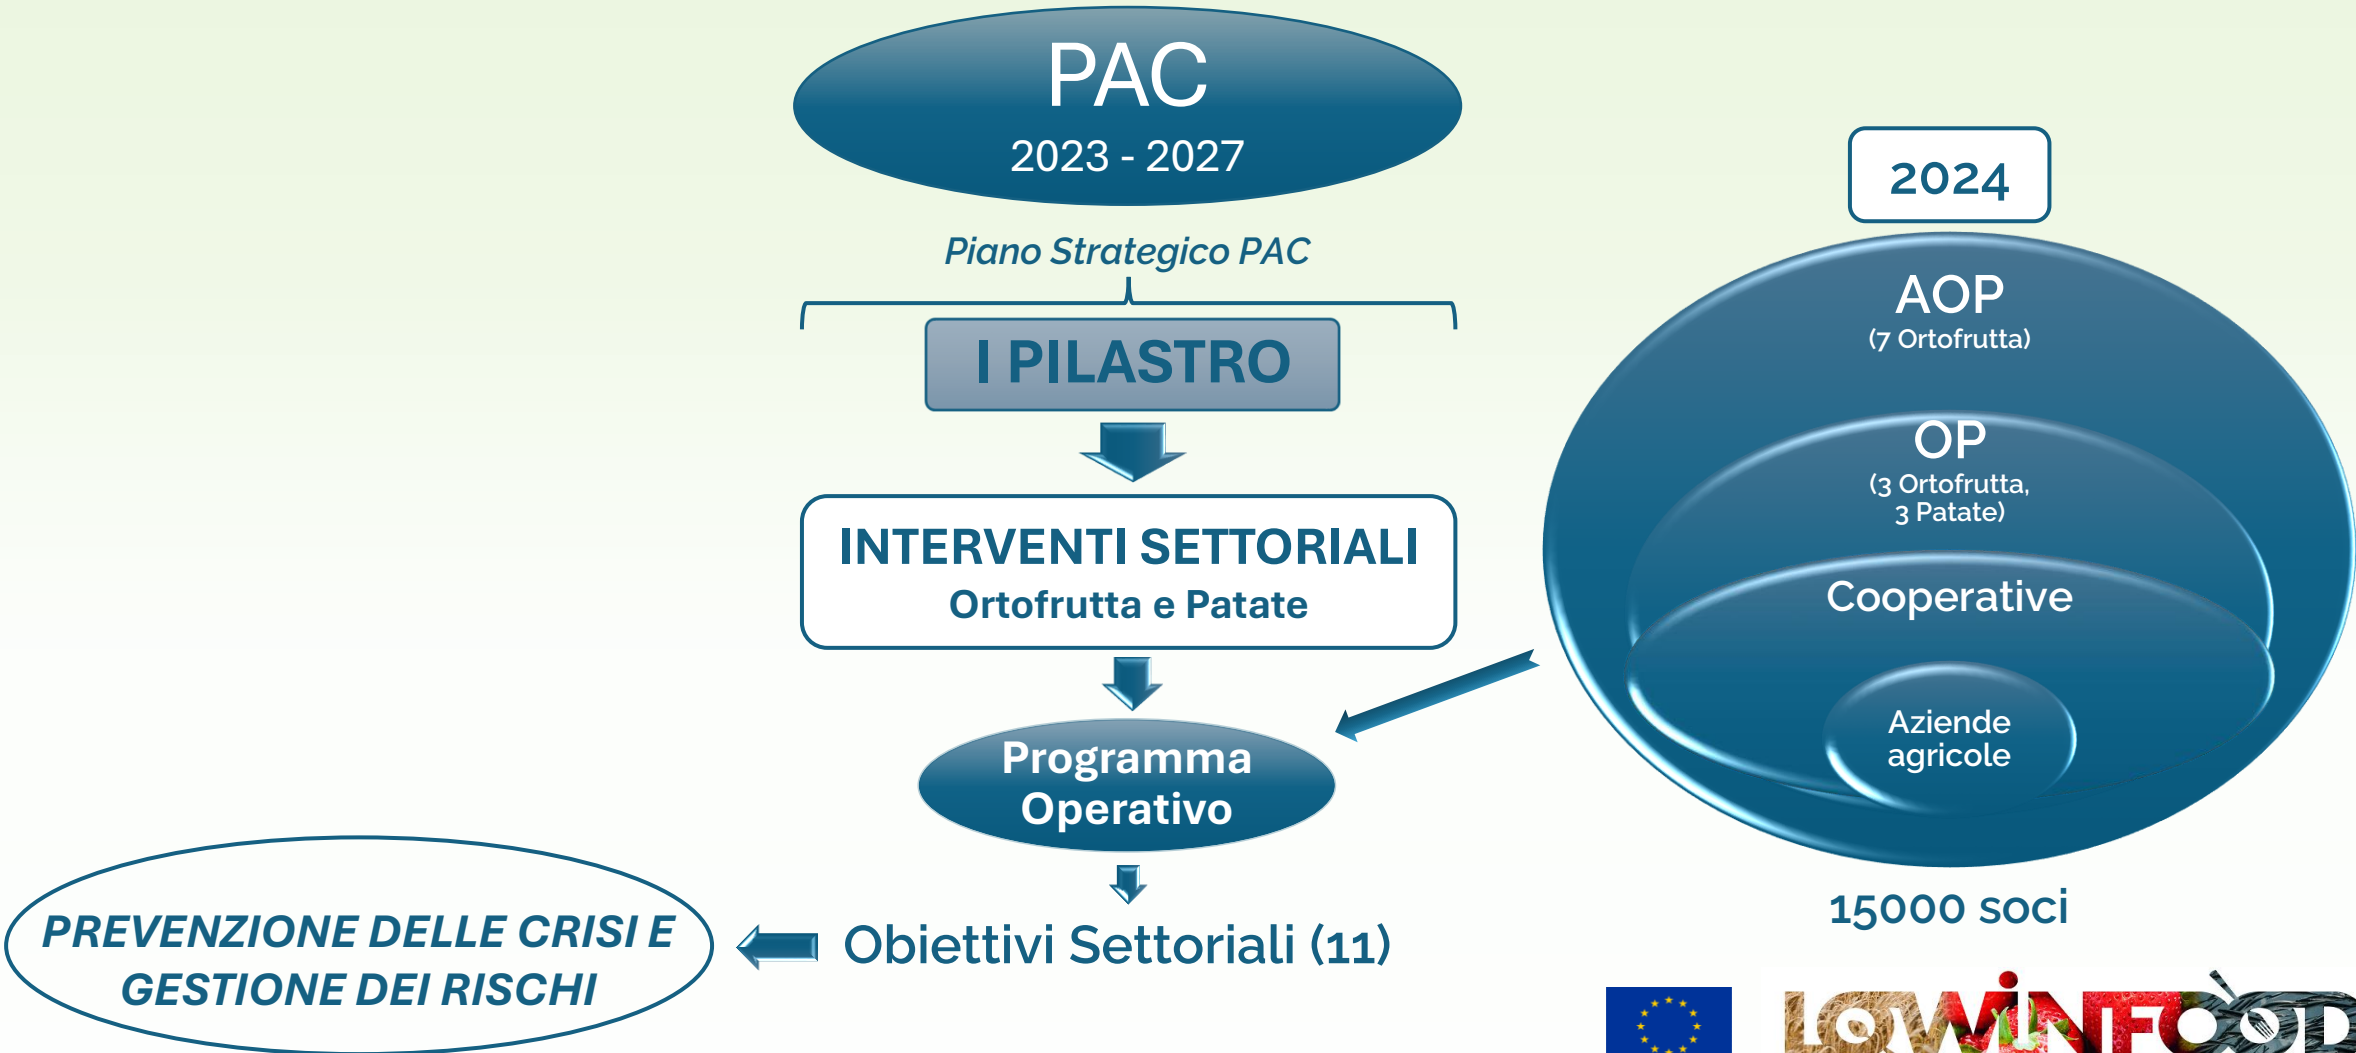 PAC
2023 - 2027
Piano Strategico PAC
I PILASTRO
INTERVENTI SETTORIALI
Ortofrutta e Patate
Programma
Operativo
Obiettivi Settoriali (11)
PREVENZIONE DELLE CRISI E
GESTIONE DEI RISCHI
2024
AOP
(7 Ortofrutta)
OP
(3 Ortofrutta,
3 Patate)
Cooperative
Aziende
agricole
15000 soci
LOWiNFOOD